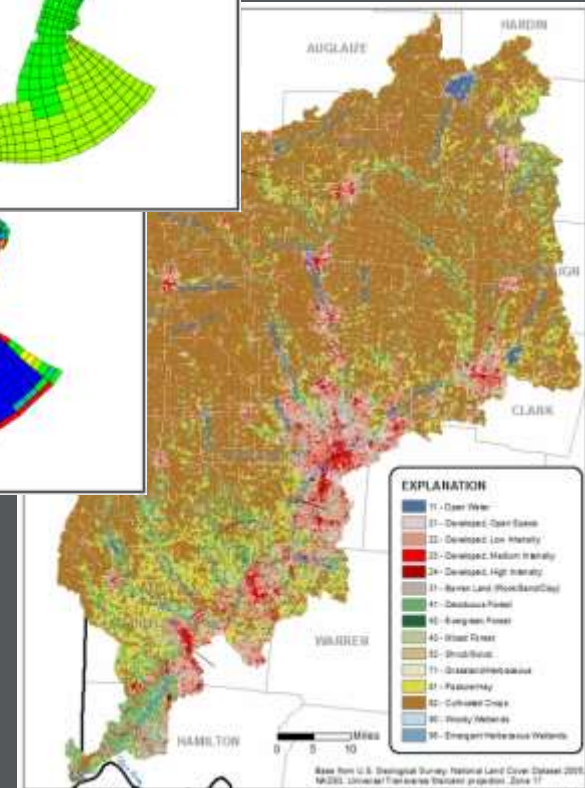 HARDIN
AUGLAIZE
CLARK
EXPLANATION
11 - Open Water
21 - Developed, Open Space
22 - Developed, Low Intensity
23 - Developed, Medium Intensity
24 - Developed, High Intensity
31 - Barren Land (Rock/Sand/Clay)
41 - Deciduous Forest
42 - Evergreen Forest
43 - Mixed Forest
52 - Shrub/Scrub
71 - Grassland/Herbaceous
81 - Pasture/Hay
82 - Cultivated Crops
90 - Woody Wetlands
95 - Emergent Herbaceous Wetlands
WARREN
HAMILTON
Miles
0 5 10
Base from U.S. Geological Survey, National Land Cover Dataset
Universal Transverse Mercator projection, Zone 17